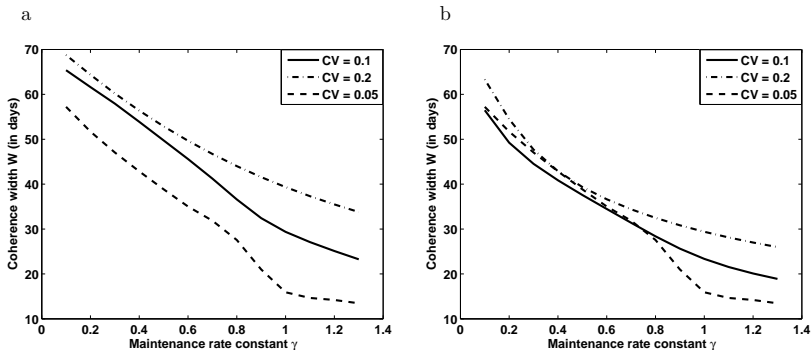 a
70
60
50
40
30
20
10
0
0.2
0.4
0.6
0.8
1
1.2
1.4
Coherence width W (in days)
Maintenance rate constant γ
CV = 0.1
CV = 0.2
CV = 0.05
b
70
60
50
40
30
20
10
0
0.2
0.4
0.6
0.8
1
1.2
1.4
Coherence width W (in days)
Maintenance rate constant γ
CV = 0.1
CV = 0.2
CV = 0.05